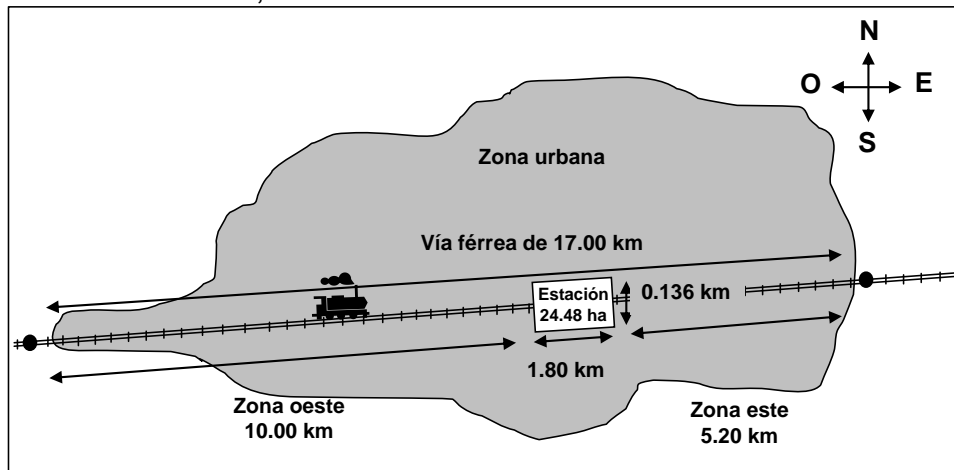 N
O E
S
Zona urbana
Vía férrea de 17.00 km
Estación
24.48 ha
0.136 km
1.80 km
Zona oeste
10.00 km
Zona este
5.20 km